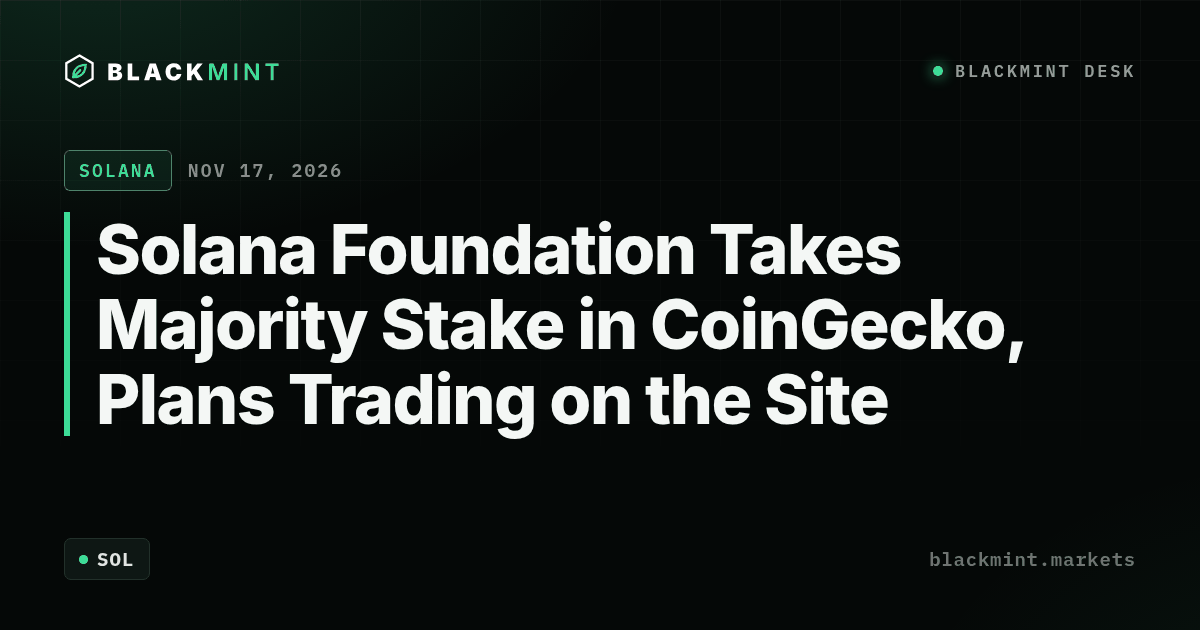 BLACKMINT
BLACKMINT DESK
SOLANA
NOV 17, 2026
Solana Foundation Takes
Majority Stake in CoinGecko,
Plans Trading on the Site
SOL
blackmint.markets